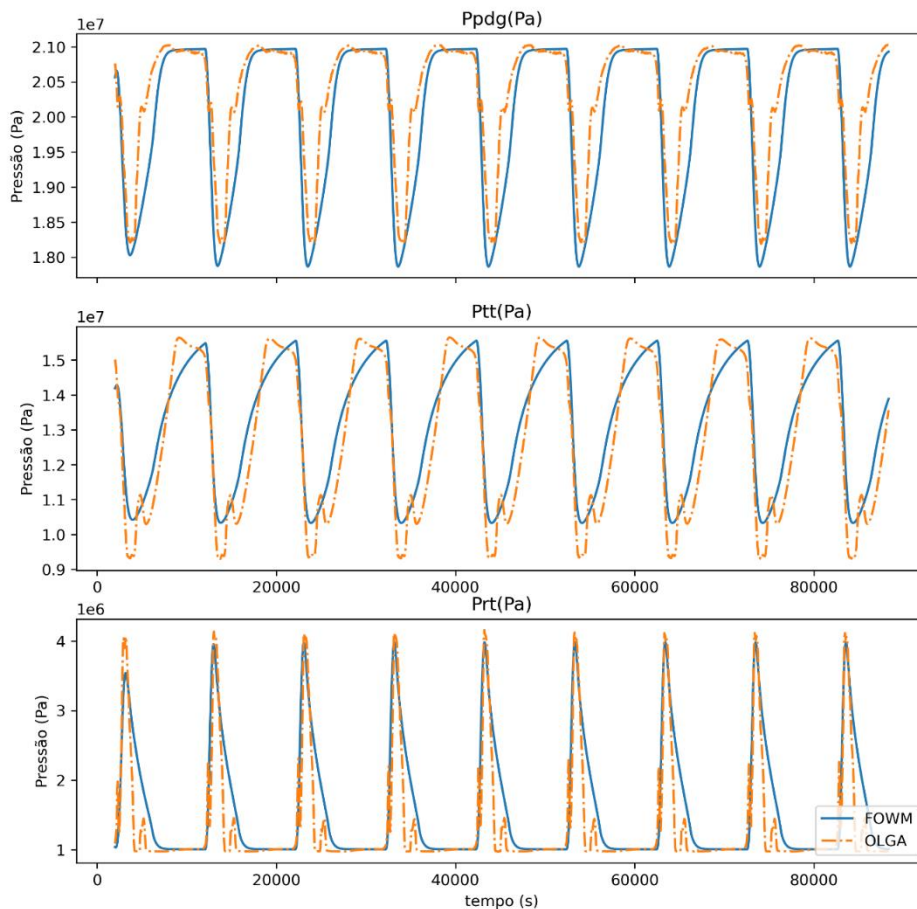 Ppdg(Pa)
1e7
2.10
2.05
2.00
1.95
1.90
1.85
1.80
Pressão (Pa)
Ptt(Pa)
1e7
1.5
1.4
1.3
1.2
1.1
1.0
0.9
Pressão (Pa)
0 20000 40000 60000 80000
Prt(Pa)
1e6
4
3
2
1
Pressão (Pa)
FOWM
OLGA
0 20000 40000 60000 80000
tempo (s)